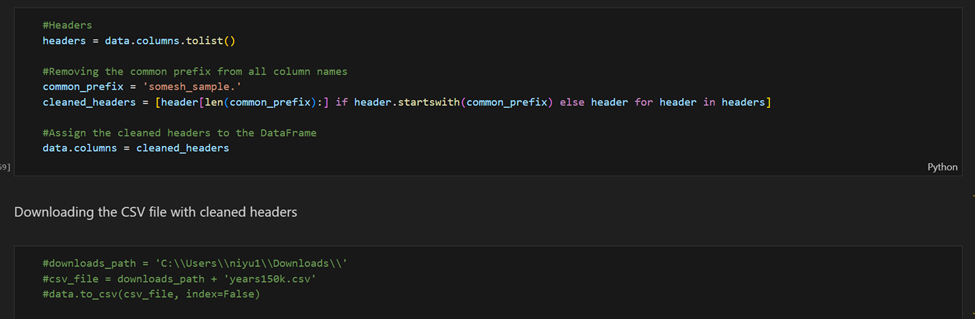 #Headers
headers = data.columns.tolist()
#Removing the common prefix from all column names
common_prefix = 'somesh_sample.'
cleaned_headers = [header[len(common_prefix):] if header.startswith(common_prefix) else header for header in headers]
#Assign the cleaned headers to the DataFrame
data.columns = cleaned_headers
59]
Python
Downloading the CSV file with cleaned headers
#downloads_path = 'C:\\Users\\niyu1\\Downloads\\'
#csv_file = downloads_path + 'years150k.csv'
#data.to_csv(csv_file, index=False)